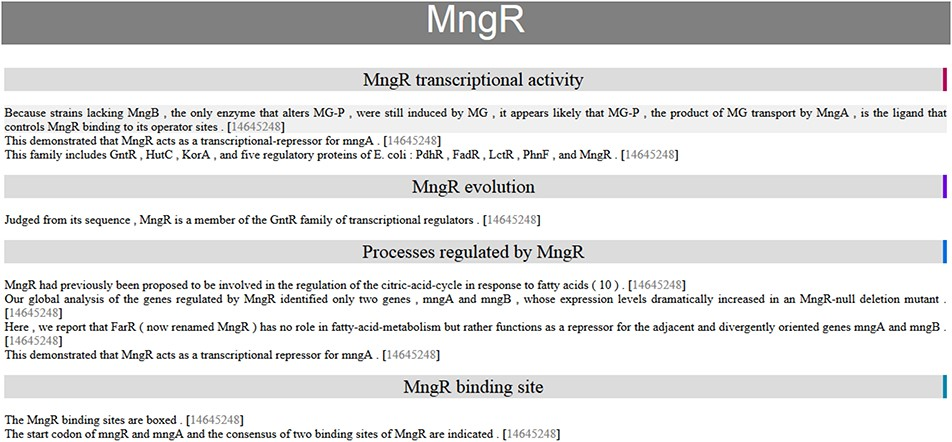 MngR
MngR transcriptional activity
Because strains lacking MngB , the only enzyme that alters MG-P , were still induced by MG , it appears likely that MG-P , the product of MG transport by MngA , is the ligand that
controls MngR binding to its operator sites . [14645248]
This demonstrated that MngR acts as a transcriptional-repressor for mngA . [14645248]
This family includes GntR , HutC , KorA , and five regulatory proteins of E. coli : PdhR , FadR , LctR , PhnF , and MngR . [14645248]
MngR evolution
Judged from its sequence , MngR is a member of the GntR family of transcriptional regulators . [14645248]
Processes regulated by MngR
MngR had previously been proposed to be involved in the regulation of the citric-acid-cycle in response to fatty acids ( 10 ) . [14645248]
Our global analysis of the genes regulated by MngR identified only two genes , mngA and mngB , whose expression levels dramatically increased in an MngR-null deletion mutant .
[14645248]
Here , we report that FarR ( now renamed MngR ) has no role in fatty-acid-metabolism but rather functions as a repressor for the adjacent and divergently oriented genes mngA and mngB .
[14645248]
This demonstrated that MngR acts as a transcriptional repressor for mngA . [14645248]
MngR binding site
The MngR binding sites are boxed . [14645248]
The start codon of mngR and mngA and the consensus of two binding sites of MngR are indicated . [14645248]